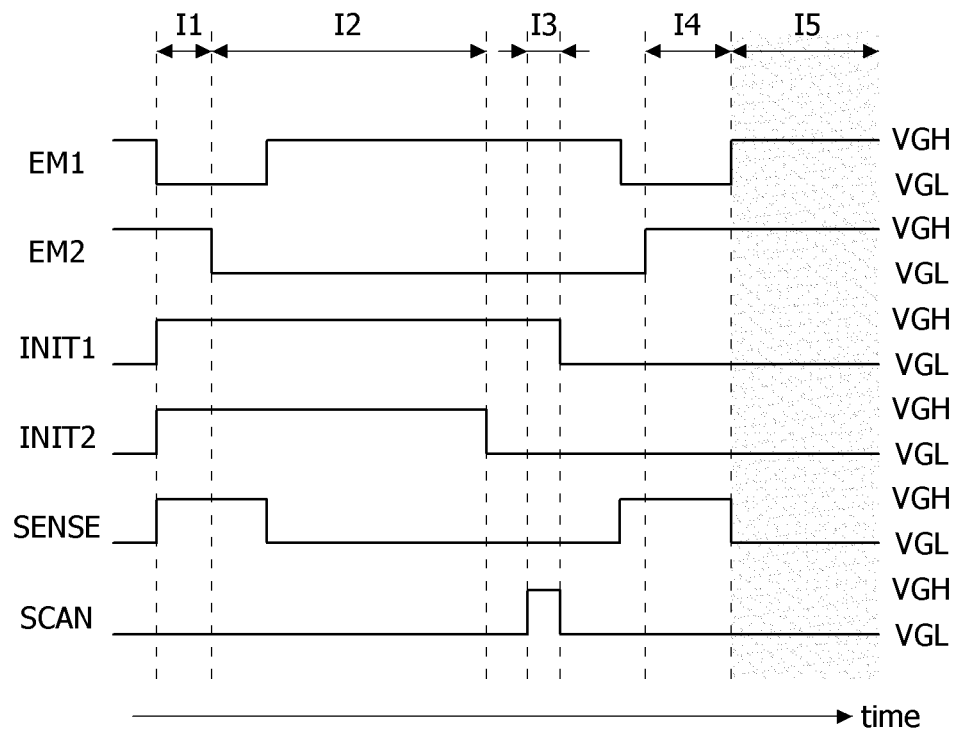 I1 I2 I3 I4 I5
EM1 VGH
VGL
EM2 VGH
VGL
INIT1 VGH
VGL
INIT2 VGH
VGL
SENSE VGH
VGL
SCAN VGH
VGL
time